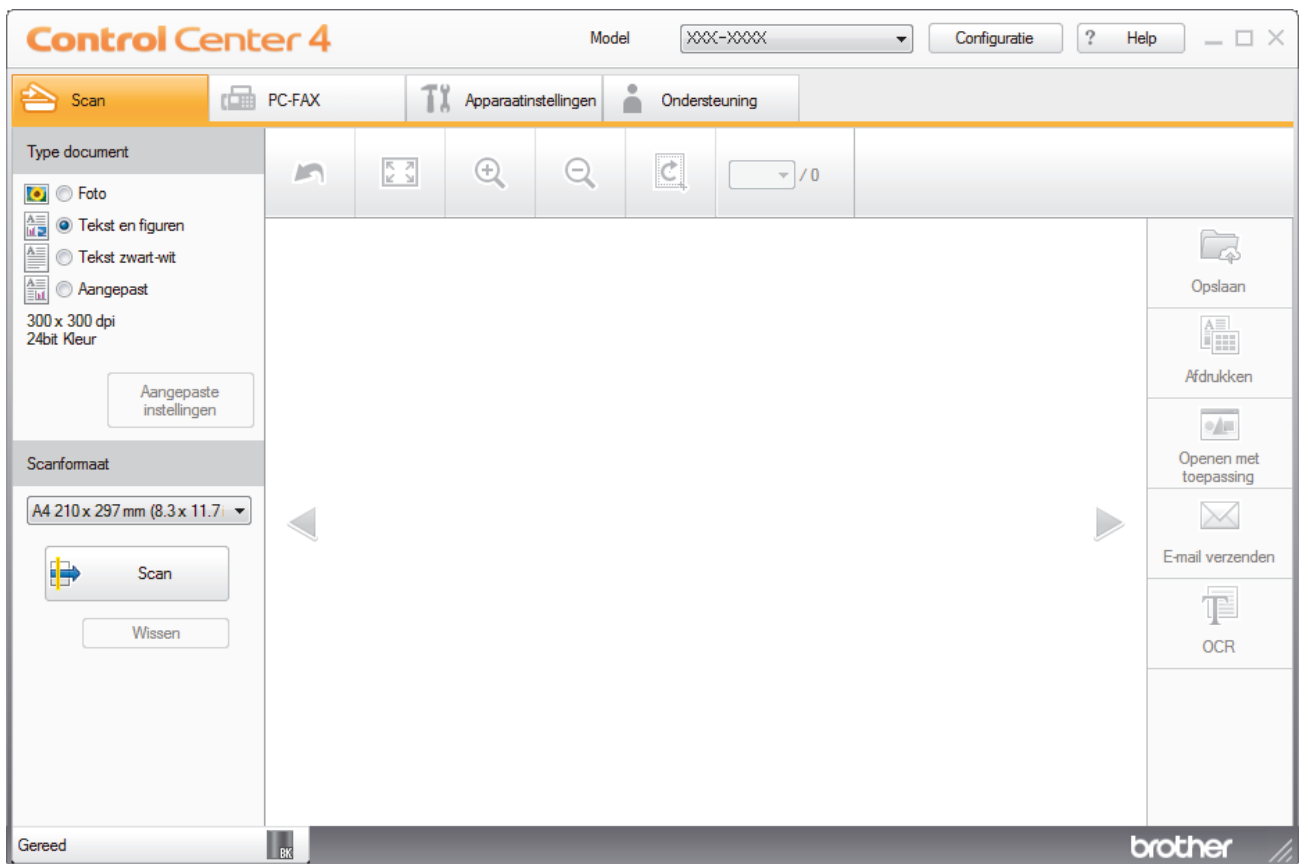 Control Center 4
Model
XXX-XXXX
Configuratie
? Help
Scan
PC-FAX
Apparaatinstellingen
Ondersteuning
Type document
Foto
Tekst en figuren
Tekst zwart-wit
Aangepast
300 x 300 dpi
24bit Kleur
Aangepaste
instellingen
Scanformaat
A4 210 x 297 mm (8.3 x 11.7
Scan
Wissen
/ 0
Opslaan
Afdrukken
Openen met
toepassing
E-mail verzenden
OCR
Gereed
BK
brother